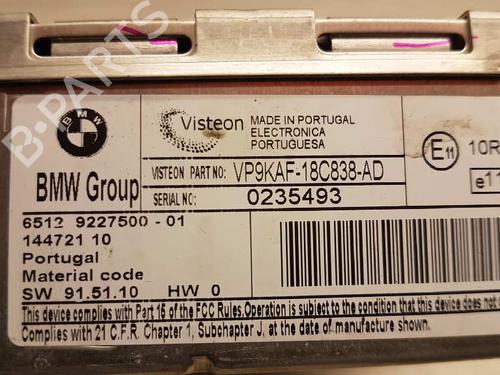 B-PARTS
BMW
BMW Group
Visteon
MADE IN PORTUGAL
ELECTRONICA
PORTUGUESA
VISTEON PART NO: VP9KAF-18C838-AD
SERIAL NO: 0235493
E11
10R
e11
6512 9227500 -01
144721 10
Portugal
Material code
SW 91.51.10 HW 0
This device complies with Part 15 of the FCC Rules.Operation is subject to the condition that this device does not
Complies with 21 C.F.R. Chapter 1, Subchapter J, at the date of manufacture shown.